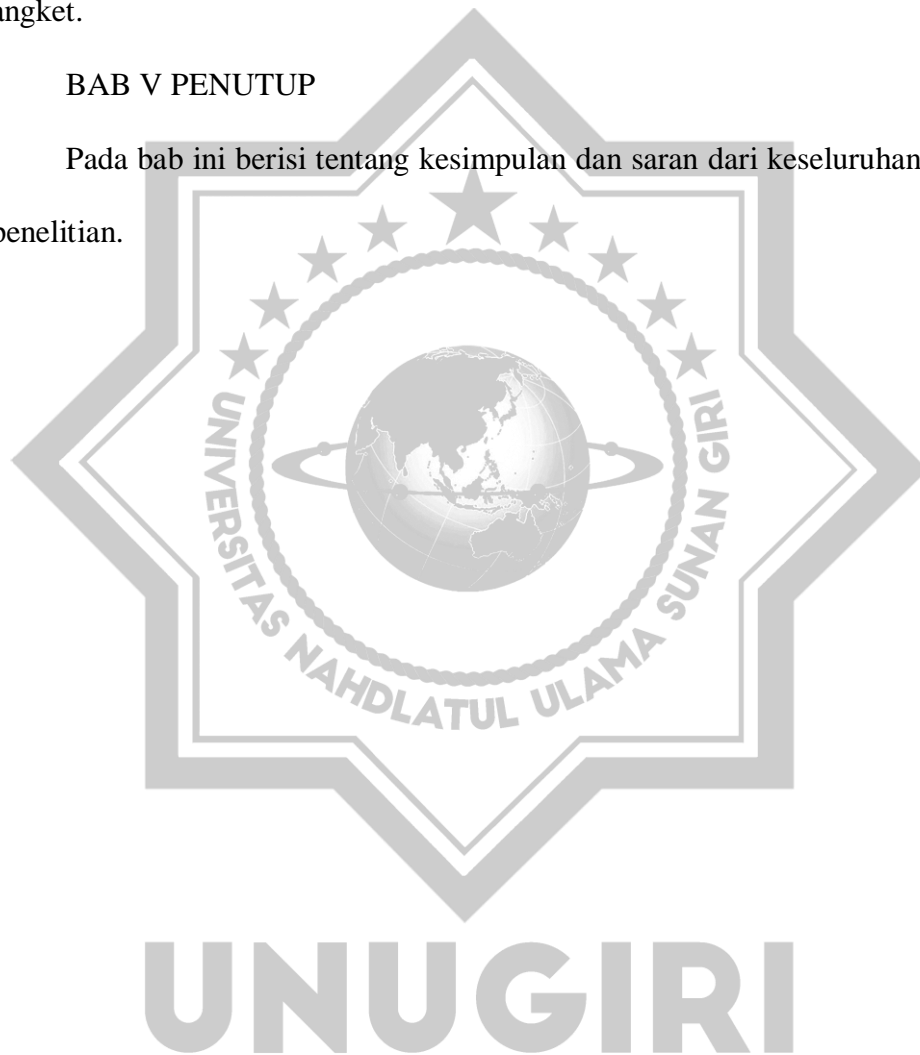 angket.
BAB V PENUTUP
Pada bab ini berisi tentang kesimpulan dan saran dari keseluruhan
penelitian.
UNIVERSITAS NAHDLATUL ULAMA SUNAN GIRI
UNUGIRI